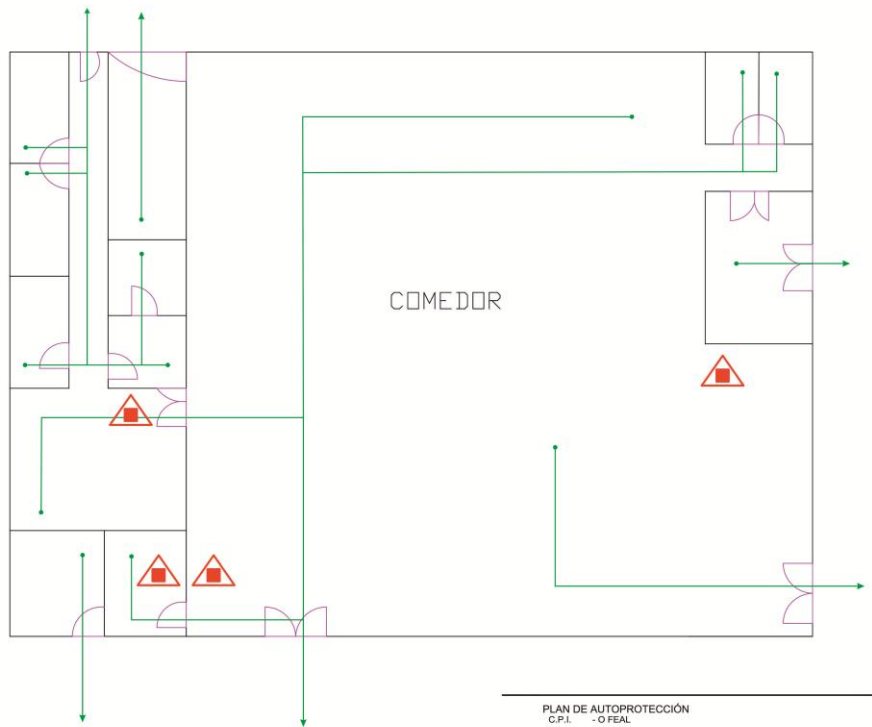 COMEDOR
PLAN DE AUTOPROTECCIÓN
C.P.I. - O FEAL